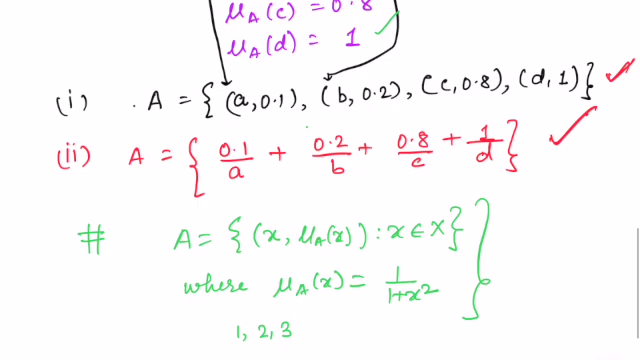 μA(c) = 0.8
μA(d) = 1
(i) . A = { (a,0.1), (b,0.2), (c,0.8), (d,1) }
(ii) A = { 0.1/a + 0.2/b + 0.8/c + 1/d }
# A = { (x, μA(x)) : x ∈ X }
where μA(x) = 1/1+x²
1, 2, 3